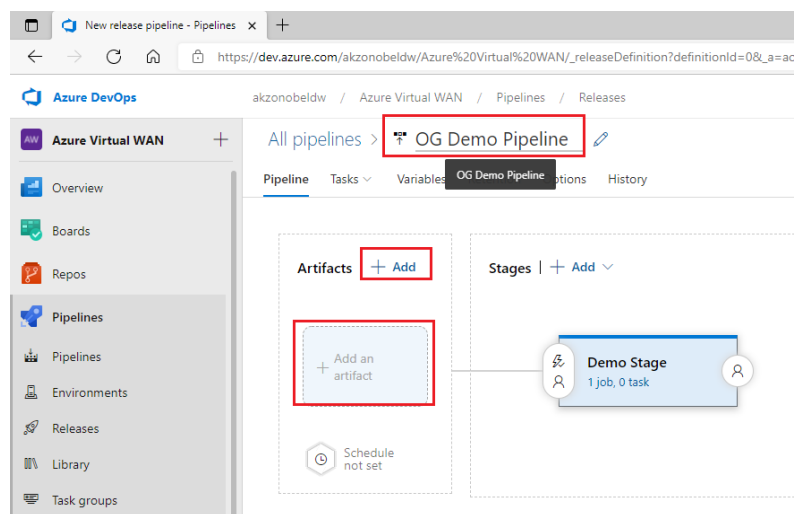 New release pipeline - Pipelines
https://dev.azure.com/akzonobeldw/Azure%20Virtual%20WAN/_releaseDefinition?definitionId=0&_a=ac
Azure DevOps
akzonobeldw / Azure Virtual WAN / Pipelines / Releases
AW Azure Virtual WAN
All pipelines > OG Demo Pipeline
OG Demo Pipeline
Pipeline Tasks Variables ptions History
Overview
Boards
Repos
Pipelines
Pipelines
Environments
Releases
Library
Task groups
Artifacts | + Add
Stages | + Add
+ Add an
artifact
Schedule
not set
Demo Stage
1 job, 0 task